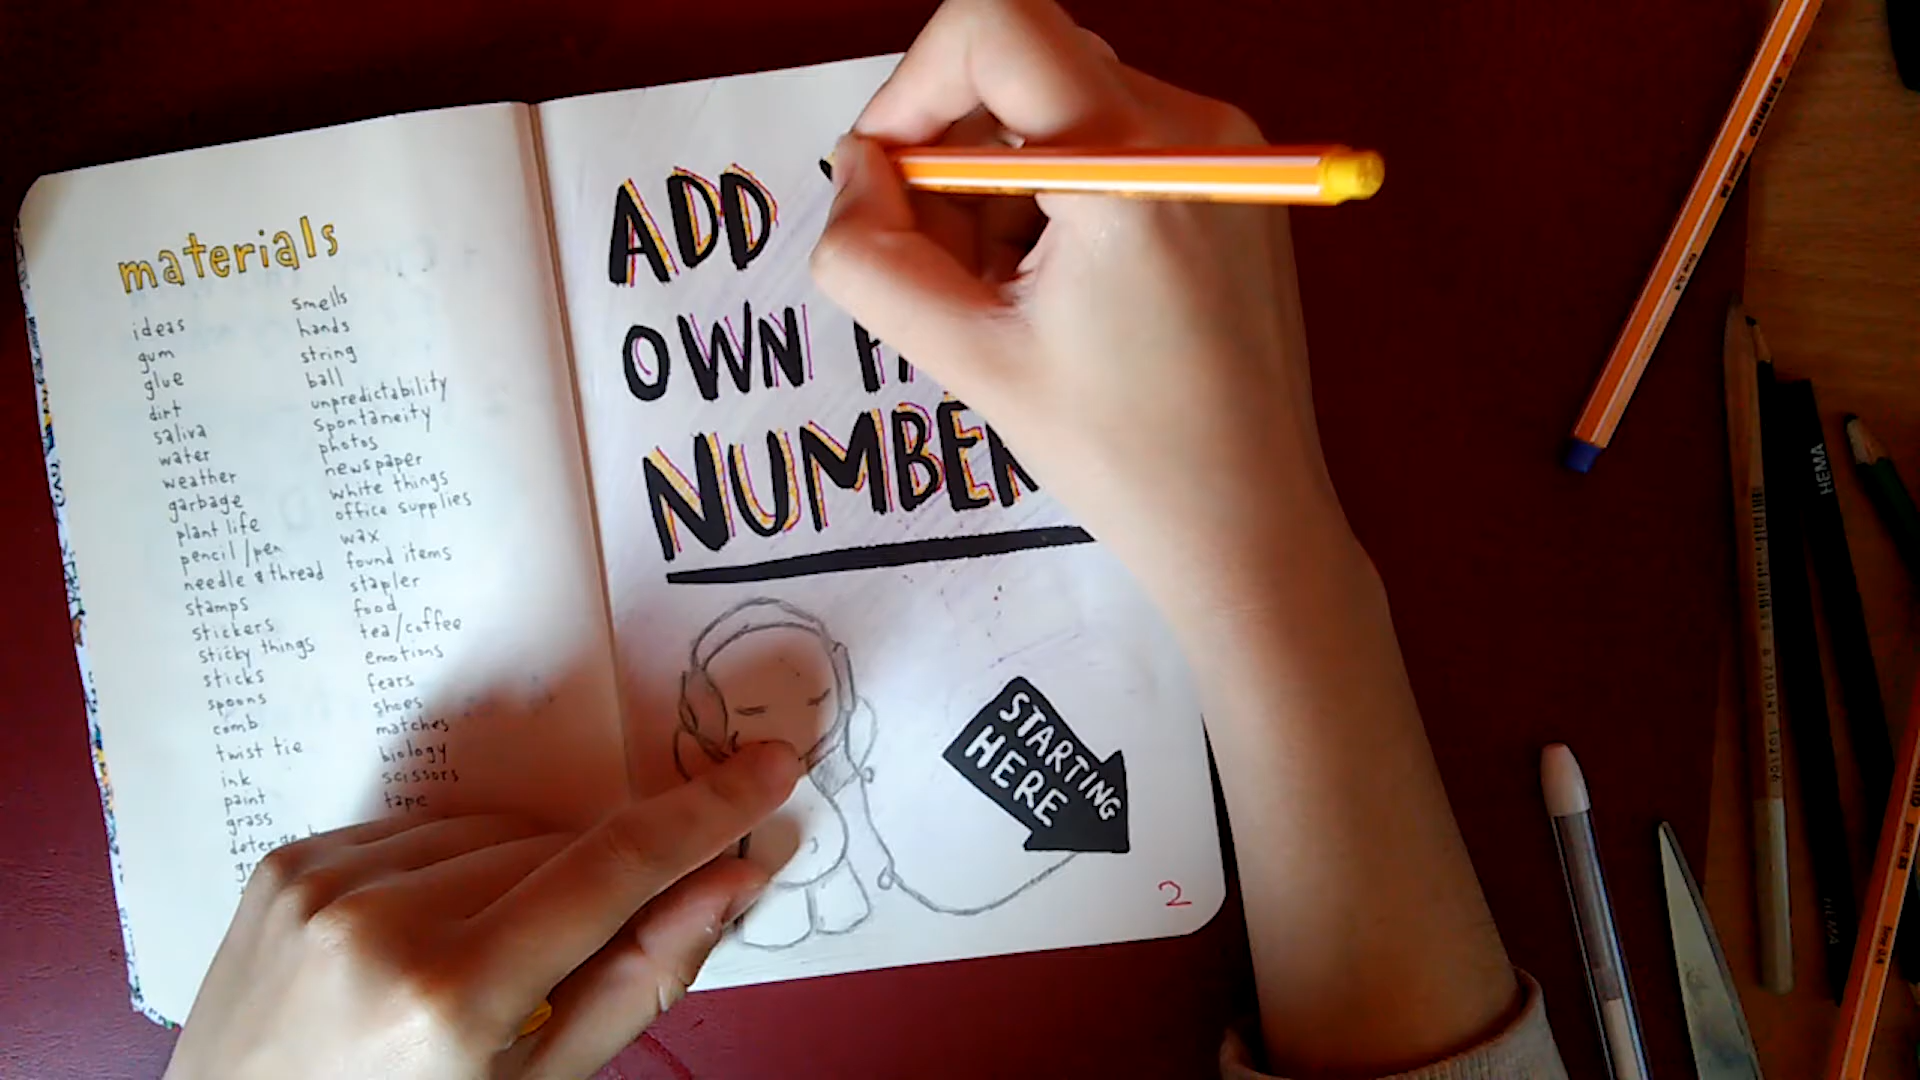 materials
ideas
gum
glue
dirt
saliva
water
weather
garbage
plant life
pencil/pen
needle & thread
stamps
stickers
sticky things
sticks
spoons
comb
twist tie
ink
paint
grass
smells
hands
string
ball
unpredictability
spontaneity
photos
newspaper
white things
office supplies
wax
found items
stapler
food
tea/coffee
emotions
fears
shoes
matches
biology
scissors
tape
ADD
OWN
STARTING
HERE
2
HEMA